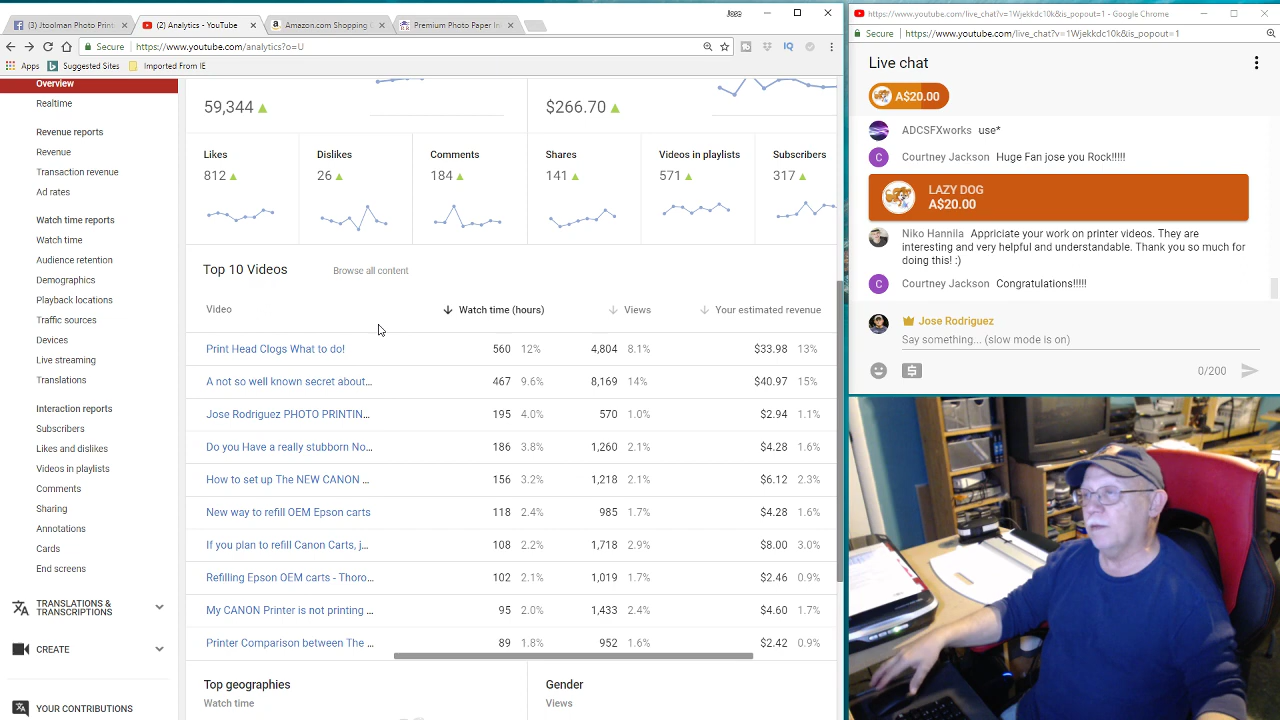 Jose
(3) Jtoolman Photo Print
(2) Analytics - YouTube
Amazon.com Shopping
Premium Photo Paper In
Secure
https://www.youtube.com/analytics?o=U
IQ
Apps
Suggested Sites
Imported From IE
Overview
Realtime
Revenue reports
Revenue
Transaction revenue
Ad rates
Watch time reports
Watch time
Audience retention
Demographics
Playback locations
Traffic sources
Devices
Live streaming
Translations
Interaction reports
Subscribers
Likes and dislikes
Videos in playlists
Comments
Sharing
Annotations
Cards
End screens
TRANSLATIONS &
TRANSCRIPTIONS
CREATE
YOUR CONTRIBUTIONS
52,344
$266.70
Likes
812
Dislikes
26
Comments
184
Shares
141
Videos in playlists
571
Subscribers
317
Top 10 Videos
Browse all content
Video Watch time (hours) Views Your estimated revenue
Print Head Clogs What to do! 560 12% 4,804 8.1% $33.98 13%
A not so well known secret about... 467 9.6% 8,169 14% $40.97 15%
Jose Rodriguez PHOTO PRINTIN... 195 4.0% 570 1.0% $2.94 1.1%
Do you Have a really stubborn No... 186 3.8% 1,260 2.1% $4.28 1.6%
How to set up The NEW CANON ... 156 3.2% 1,218 2.1% $6.12 2.3%
New way to refill OEM Epson carts 118 2.4% 985 1.7% $4.28 1.6%
If you plan to refill Canon Carts, j... 108 2.2% 1,718 2.9% $8.00 3.0%
Refilling Epson OEM carts - Thoro... 102 2.1% 1,019 1.7% $2.46 0.9%
My CANON Printer is not printing ... 95 2.0% 1,433 2.4% $4.60 1.7%
Printer Comparison between The ... 89 1.8% 952 1.6% $2.42 0.9%
Top geographies
Watch time
Gender
Views
https://www.youtube.com/live_chat?v=1Wjekkdc10k&is_popout=1 - Google Chrome
Secure
https://www.youtube.com/live_chat?v=1Wjekkdc10k&is_popout=1
Live chat
A$20.00
ADCSFXworks use*
C Courtney Jackson Huge Fan jose you Rock!!!!!
LAZY DOG
A$20.00
Niko Hannila Appriciate your work on printer videos. They are
interesting and very helpful and understandable. Thank you so much for
doing this! :)
C Courtney Jackson Congratulations!!!!!
Jose Rodriguez
Say something... (slow mode is on)
0/200